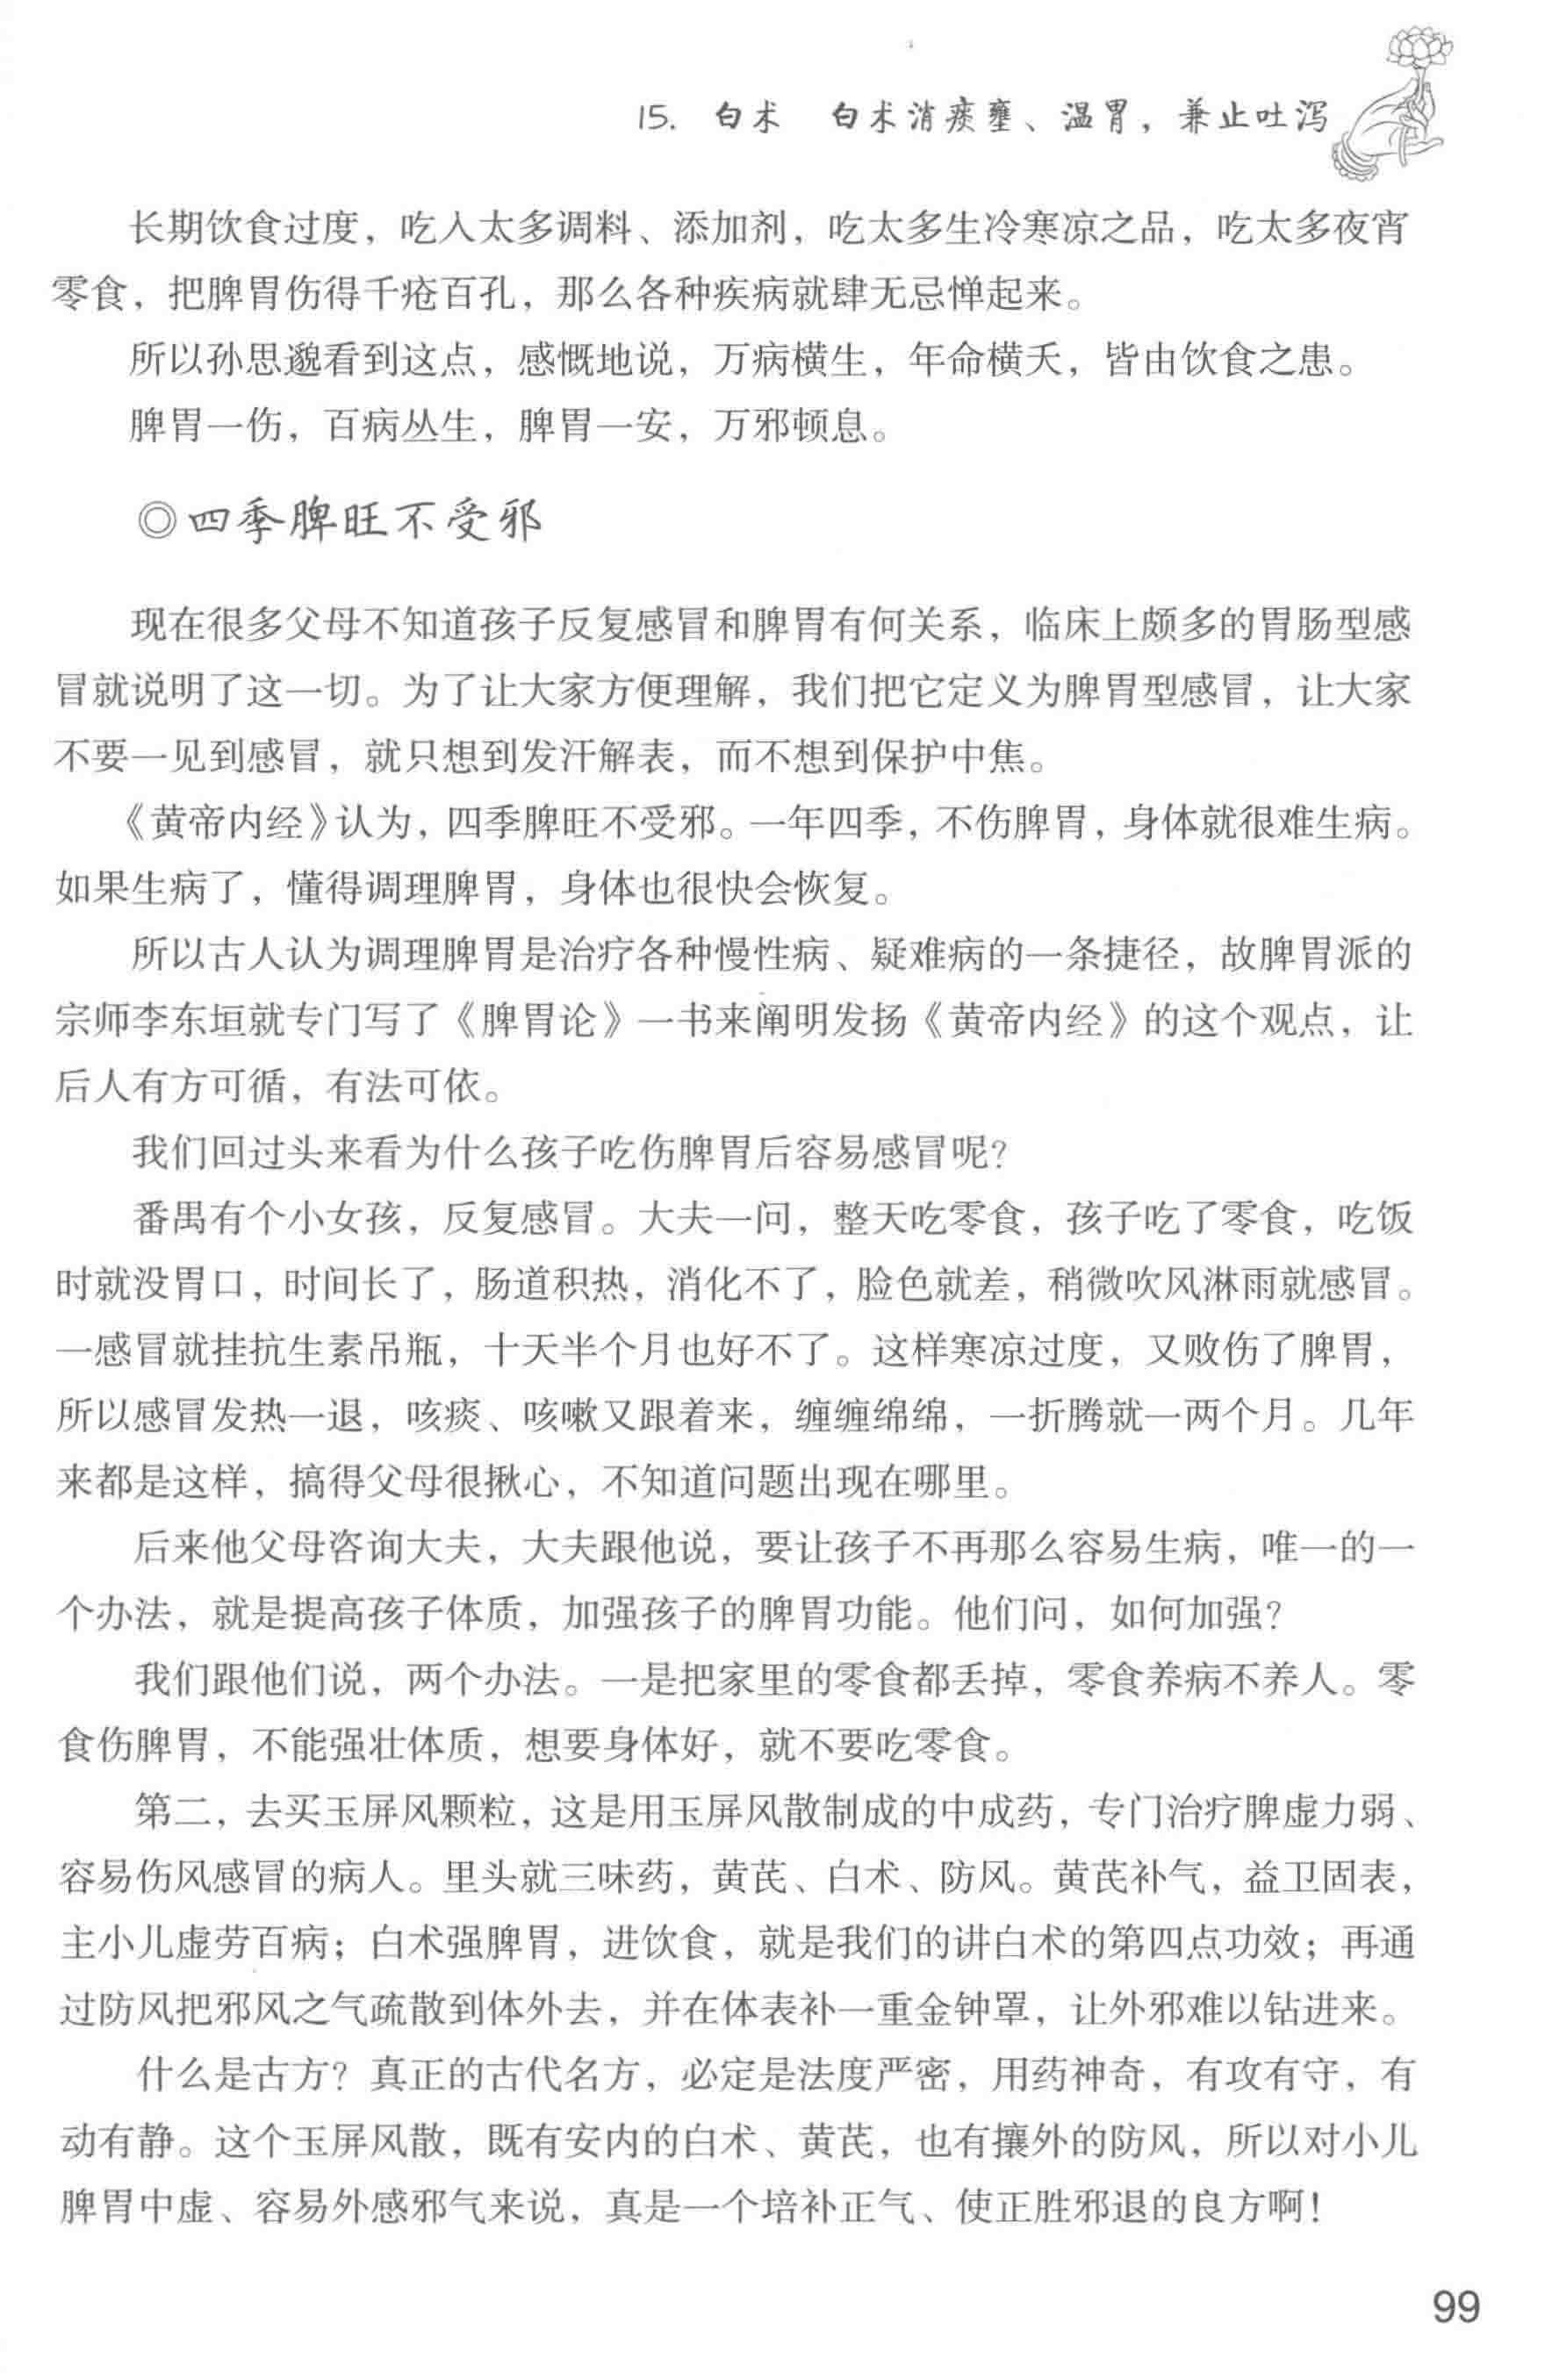 15. 白术　白术消痰壅、温胃，兼止吐泻
长期饮食过度，吃入太多调料、添加剂，吃太多生冷寒凉之品，吃太多夜宵
零食，把脾胃伤得千疮百孔，那么各种疾病就肆无忌惮起来。
所以孙思邈看到这点，感慨地说，万病横生，年命横夭，皆由饮食之患。
脾胃一伤，百病丛生，脾胃一安，万邪顿息。
◎四季脾旺不受邪
现在很多父母不知道孩子反复感冒和脾胃有何关系，临床上颇多的胃肠型感
冒就说明了这一切。为了让大家方便理解，我们把它定义为脾胃型感冒，让大家
不要一见到感冒，就只想到发汗解表，而不想到保护中焦。
《黄帝内经》认为，四季脾旺不受邪。一年四季，不伤脾胃，身体就很难生病。
如果生病了，懂得调理脾胃，身体也很快会恢复。
所以古人认为调理脾胃是治疗各种慢性病、疑难病的一条捷径，故脾胃派的
宗师李东垣就专门写了《脾胃论》一书来阐明发扬《黄帝内经》的这个观点，让
后人有方可循，有法可依。
我们回过头来看为什么孩子吃伤脾胃后容易感冒呢？
番禺有个小女孩，反复感冒。大夫一问，整天吃零食，孩子吃了零食，吃饭
时就没胃口，时间长了，肠道积热，消化不了，脸色就差，稍微吹风淋雨就感冒。
一感冒就挂抗生素吊瓶，十天半个月也好不了。这样寒凉过度，又败伤了脾胃，
所以感冒发热一退，咳痰、咳嗽又跟着来，缠缠绵绵，一折腾就一两个月。几年
来都是这样，搞得父母很揪心，不知道问题出现在哪里。
后来他父母咨询大夫，大夫跟他说，要让孩子不再那么容易生病，唯一的一
个办法，就是提高孩子体质，加强孩子的脾胃功能。他们问，如何加强？
我们跟他们说，两个办法。一是把家里的零食都丢掉，零食养病不养人。零
食伤脾胃，不能强壮体质，想要身体好，就不要吃零食。
第二，去买玉屏风颗粒，这是用玉屏风散制成的中成药，专门治疗脾虚力弱、
容易伤风感冒的病人。里头就三味药，黄芪、白术、防风。黄芪补气，益卫固表，
主小儿虚劳百病；白术强脾胃，进饮食，就是我们的讲白术的第四点功效；再通
过防风把邪风之气疏散到体外去，并在体表补一重金钟罩，让外邪难以钻进来。
什么是古方？真正的古代名方，必定是法度严密，用药神奇，有攻有守，有
动有静。这个玉屏风散，既有安内的白术、黄芪，也有攘外的防风，所以对小儿
脾胃中虚、容易外感邪气来说，真是一个培补正气、使正胜邪退的良方啊！
99